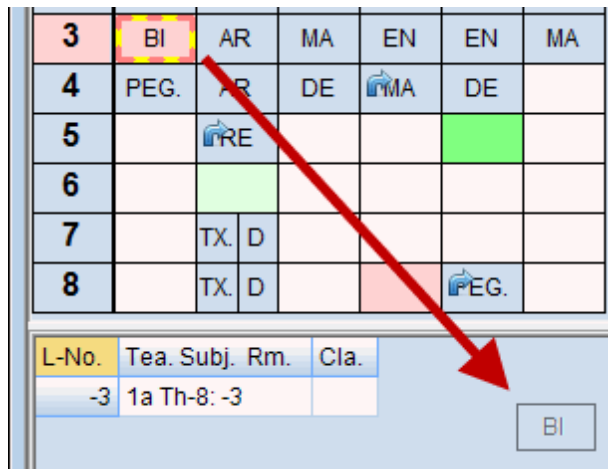 3 BI AR MA EN EN MA
4 PEG. AR DE MA DE
5 RE
6
7 TX. D
8 TX. D PEG.
L-No. Tea. Subj. Rm. Cla.
-3 1a Th-8: -3
BI